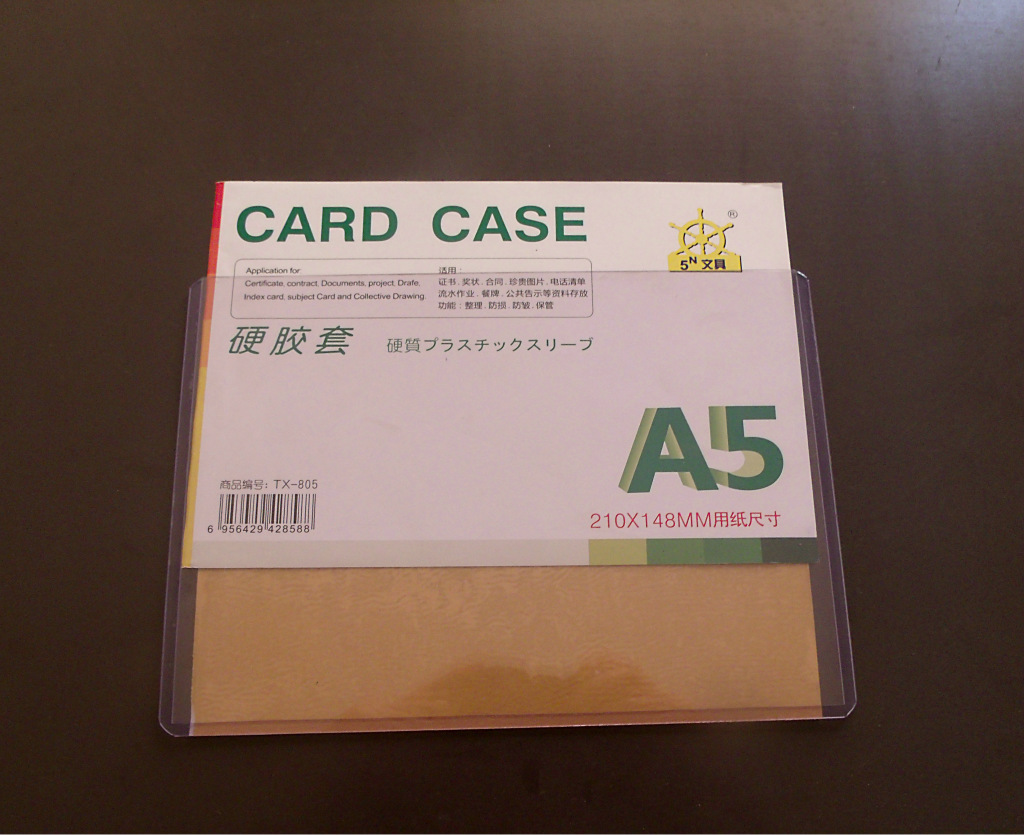 CARD CASE
®
5N 文具
Application for:
Certificate, contract, Documents, project, Drafe,
Index card, subject Card and Collective Drawing.
适用:
证书.奖状.合同.珍贵图片.电话清单
流水作业.餐牌.公共告示等资料存放
功能:整理.防损.防皱.保管
硬胶套 硬質プラスチックスリーブ
A5
商品编号: TX-805
6 956429 428588
210X148MM用纸尺寸